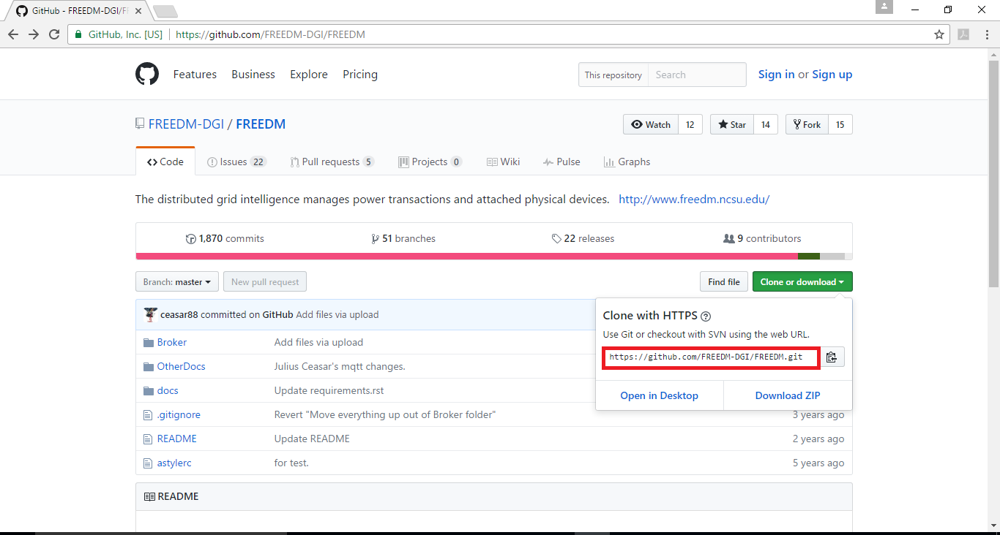 GitHub - FREEDM-DGI/F
GitHub, Inc. [US] https://github.com/FREEDM-DGI/FREEDM
Features Business Explore Pricing This repository Search Sign in or Sign up
FREEDM-DGI / FREEDM Watch 12 Star 14 Fork 15
Code Issues 22 Pull requests 5 Projects 0 Wiki Pulse Graphs
The distributed grid intelligence manages power transactions and attached physical devices. http://www.freedm.ncsu.edu/
1,870 commits 51 branches 22 releases 9 contributors
Branch: master New pull request Find file Clone or download
ceasar88 committed on GitHub Add files via upload
Clone with HTTPS
Use Git or checkout with SVN using the web URL.
https://github.com/FREEDM-DGI/FREEDM.git
Open in Desktop Download ZIP
Broker Add files via upload
OtherDocs Julius Ceasar's mqtt changes.
docs Update requirements.rst
.gitignore Revert "Move everything up out of Broker folder" 3 years ago
README Update README 2 years ago
astylerc for test. 5 years ago
README